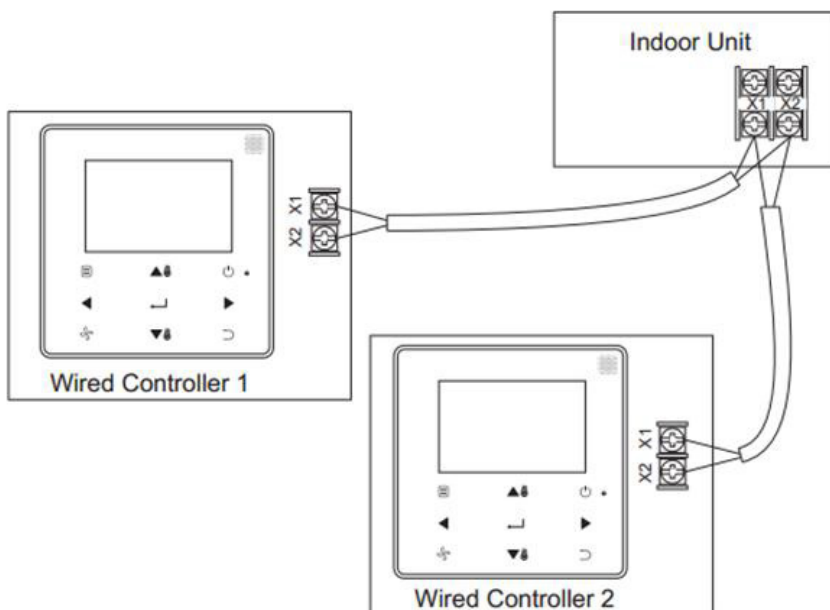 Indoor Unit
X1 X2
X1
X2
Wired Controller 1
X1
X2
Wired Controller 2